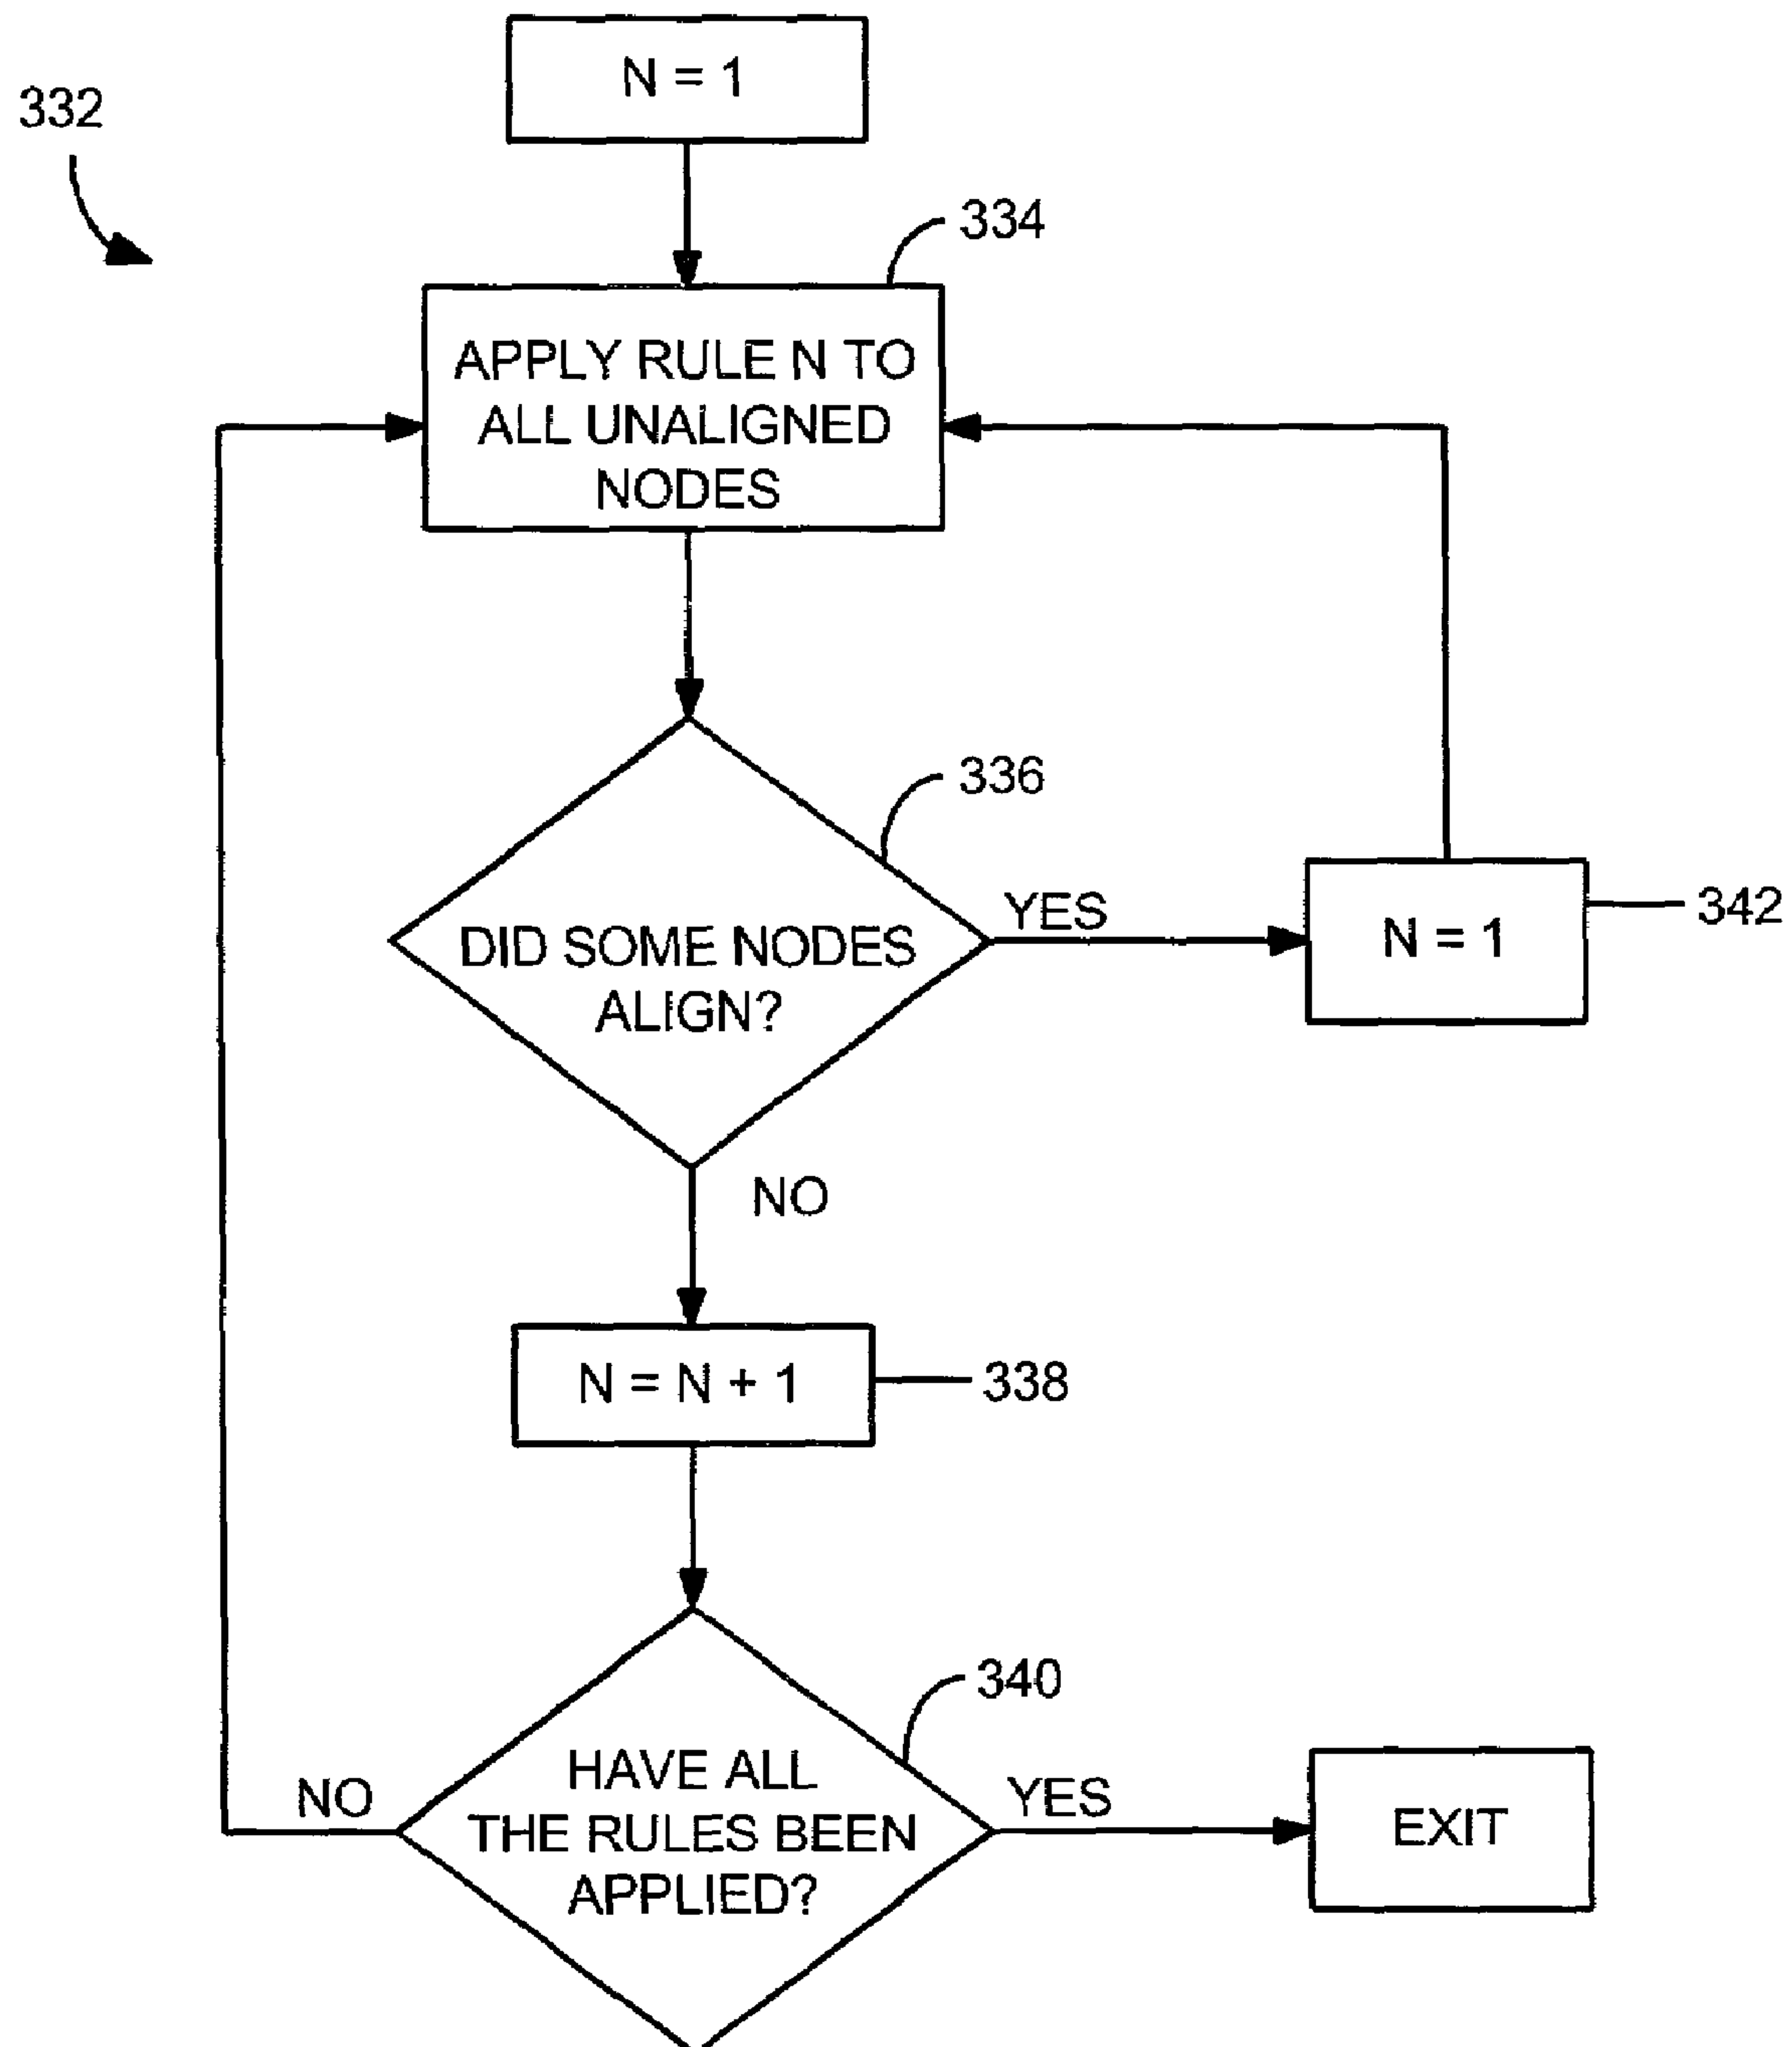 N = 1
332
334
APPLY RULE N TO
ALL UNALIGNED
NODES
336
DID SOME NODES
ALIGN?
YES
N = 1
342
NO
N = N + 1
338
340
HAVE ALL
THE RULES BEEN
APPLIED?
NO
YES
EXIT